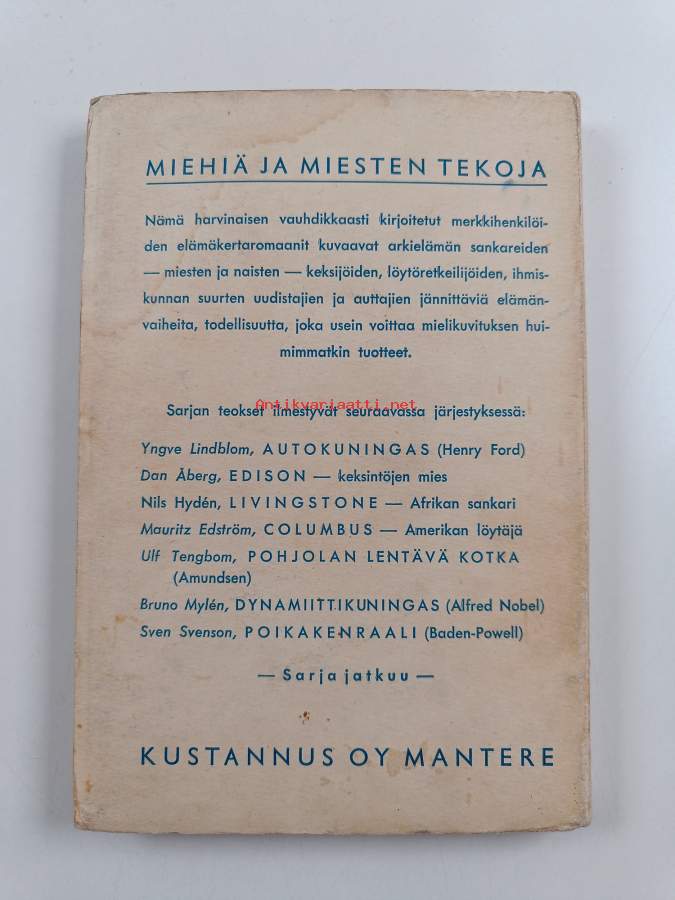 MIEHIÄ JA MIESTEN TEKOJA
Nämä harvinaisen vauhdikkaasti kirjoitetut merkkihenkilöi-
den elämäkertaromaanit kuvaavat arkielämän sankareiden
— miesten ja naisten — keksijöiden, löytöretkeilijöiden, ihmis-
kunnan suurten uudistajien ja auttajien jännittäviä elämän-
vaiheita, todellisuutta, joka usein voittaa mielikuvituksen hui-
mimmatkin tuotteet.
Antikvariaatti.net
Sarjan teokset ilmestyvät seuraavassa järjestyksessä:
Yngve Lindblom, AUTOKUNINGAS (Henry Ford)
Dan Åberg, EDISON — keksintöjen mies
Nils Hydén, LIVINGSTONE — Afrikan sankari
Mauritz Edström, COLUMBUS — Amerikan löytäjä
Ulf Tengbom, POHJOLAN LENTÄVÄ KOTKA
(Amundsen)
Bruno Mylén, DYNAMIITTIKUNINGAS (Alfred Nobel)
Sven Svenson, POIKAKENRAALI (Baden-Powell)
— Sarja jatkuu —
KUSTANNUS OY MANTERE